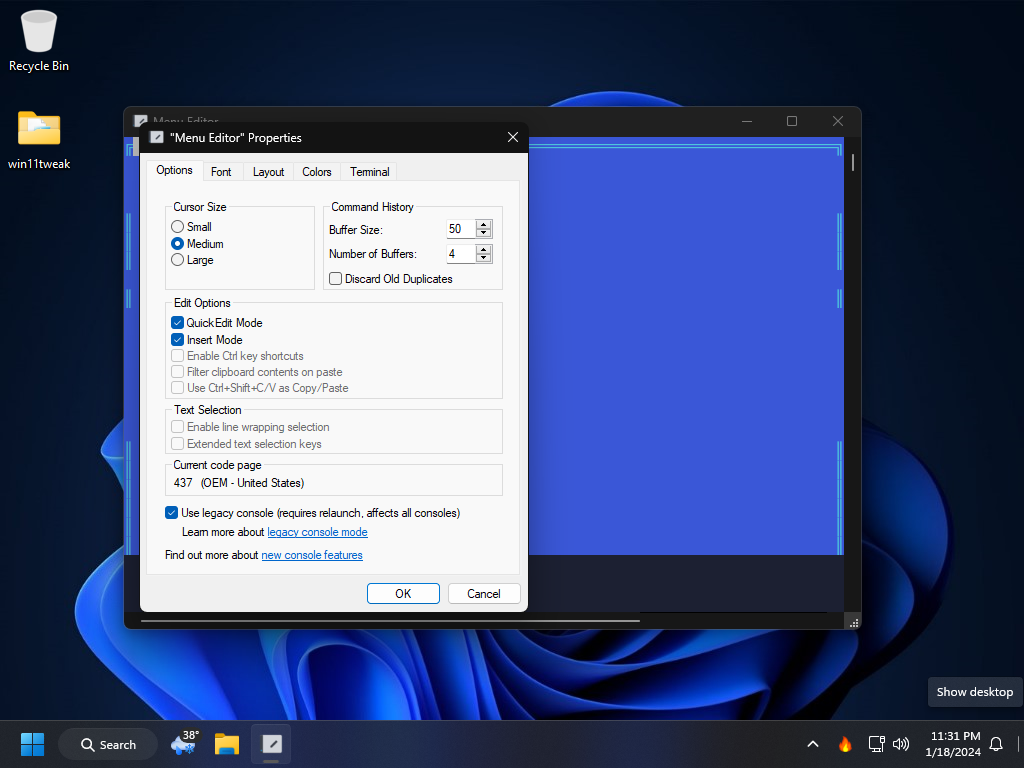 Recycle Bin
win11tweak
Menu Editor
"Menu Editor" Properties
Options Font Layout Colors Terminal
Cursor Size
Small
Medium
Large
Command History
Buffer Size: 50
Number of Buffers: 4
Discard Old Duplicates
Edit Options
QuickEdit Mode
Insert Mode
Enable Ctrl key shortcuts
Filter clipboard contents on paste
Use Ctrl+Shift+C/V as Copy/Paste
Text Selection
Enable line wrapping selection
Extended text selection keys
Current code page
437 (OEM - United States)
Use legacy console (requires relaunch, affects all consoles)
Learn more about legacy console mode
Find out more about new console features
OK Cancel
Show desktop
Search
38°
11:31 PM
1/18/2024